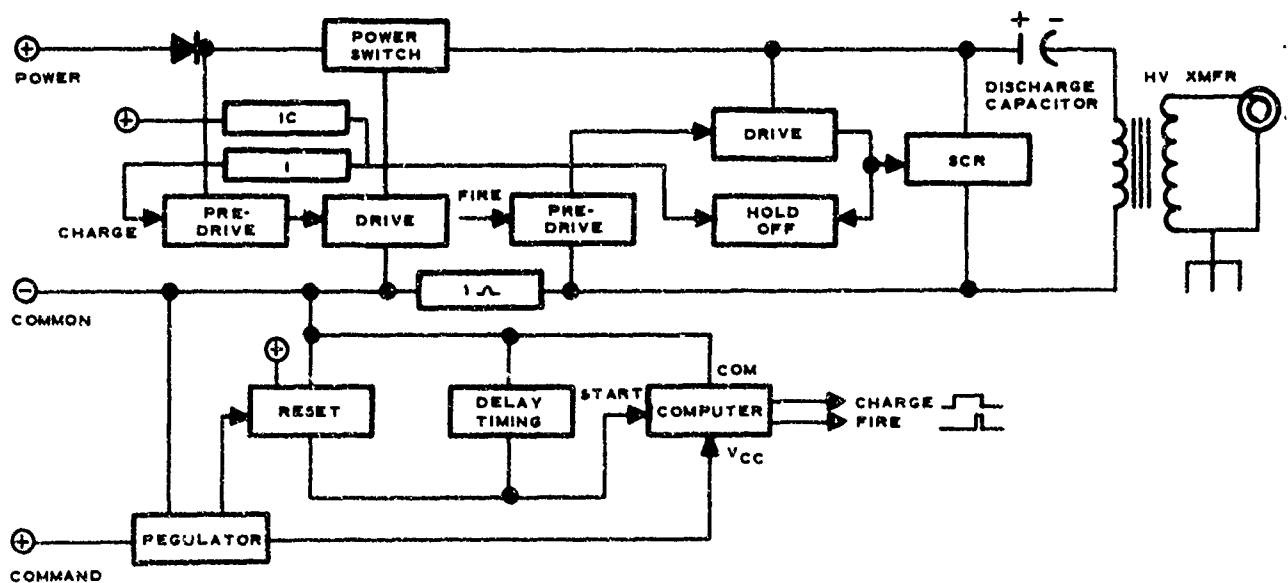 POWER
POWER
SWITCH
+ -
DISCHARGE
CAPACITOR
HV XMFR
IC
I
DRIVE
SCR
CHARGE
PRE-
DRIVE
DRIVE
FIRE
PRE-
DRIVE
HOLD
OFF
COMMON
1
COM
RESET
DELAY
TIMING
START
COMPUTER
CHARGE
FIRE
VCC
PEGULATOR
COMMAND